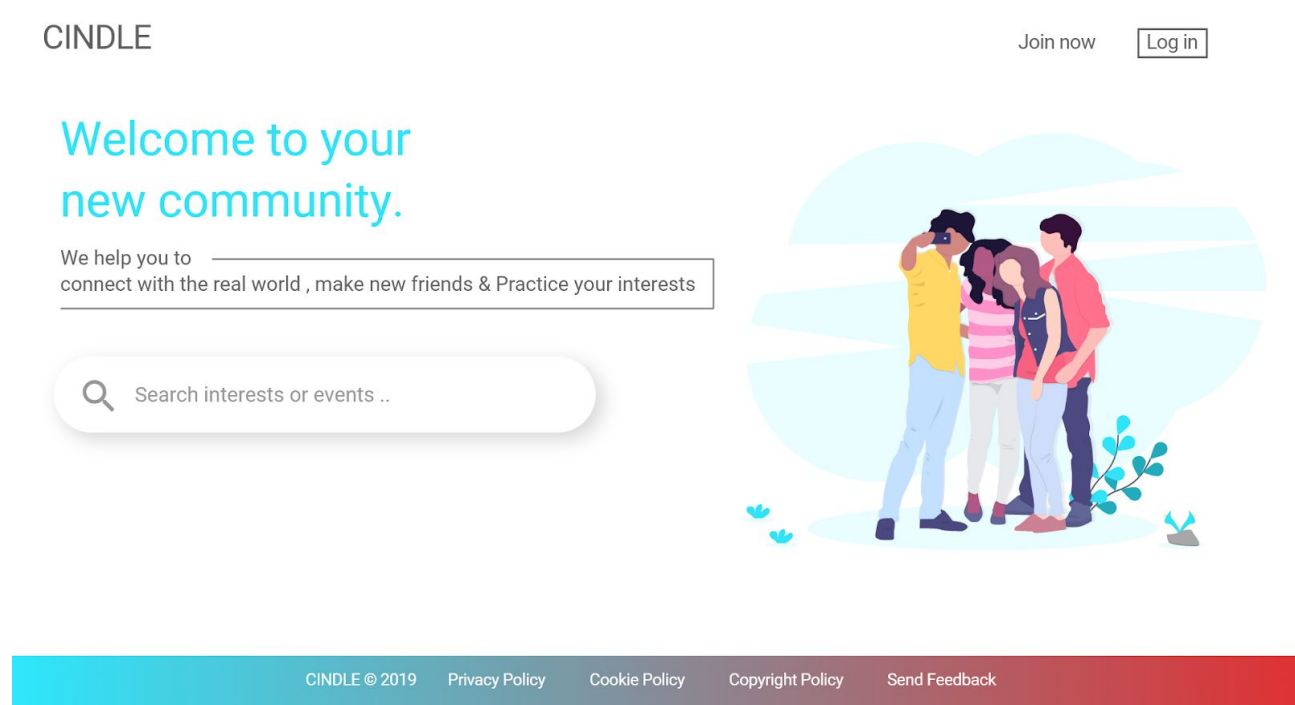 CINDLE
Join now
Log in
Welcome to your
new community.
We help you to
connect with the real world , make new friends & Practice your interests
Search interests or events ..
CINDLE © 2019
Privacy Policy
Cookie Policy
Copyright Policy
Send Feedback